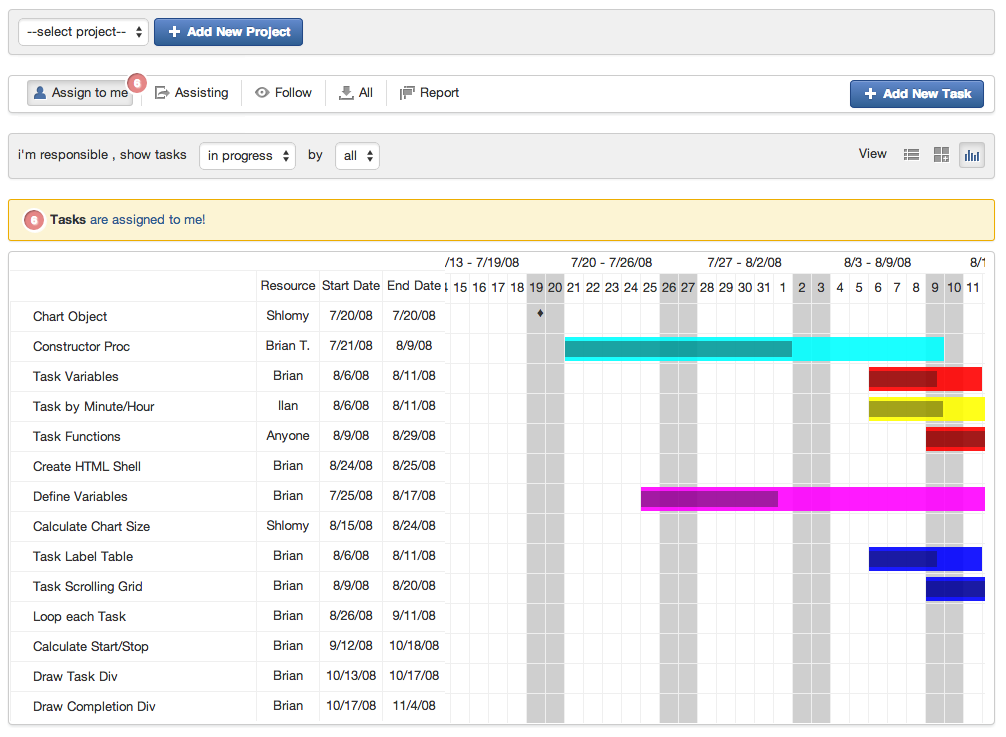 --select project-- + Add New Project
Assign to me 6 Assisting Follow All Report + Add New Task
i'm responsible , show tasks in progress by all View
6 Tasks are assigned to me!
/13 - 7/19/08 7/20 - 7/26/08 7/27 - 8/2/08 8/3 - 8/9/08 8/1
Resource Start Date End Date 15 16 17 18 19 20 21 22 23 24 25 26 27 28 29 30 31 1 2 3 4 5 6 7 8 9 10 11
Chart Object Shlomy 7/20/08 7/20/08
Constructor Proc Brian T. 7/21/08 8/9/08
Task Variables Brian 8/6/08 8/11/08
Task by Minute/Hour Ilan 8/6/08 8/11/08
Task Functions Anyone 8/9/08 8/29/08
Create HTML Shell Brian 8/24/08 8/25/08
Define Variables Brian 7/25/08 8/17/08
Calculate Chart Size Shlomy 8/15/08 8/24/08
Task Label Table Brian 8/6/08 8/11/08
Task Scrolling Grid Brian 8/9/08 8/20/08
Loop each Task Brian 8/26/08 9/11/08
Calculate Start/Stop Brian 9/12/08 10/18/08
Draw Task Div Brian 10/13/08 10/17/08
Draw Completion Div Brian 10/17/08 11/4/08